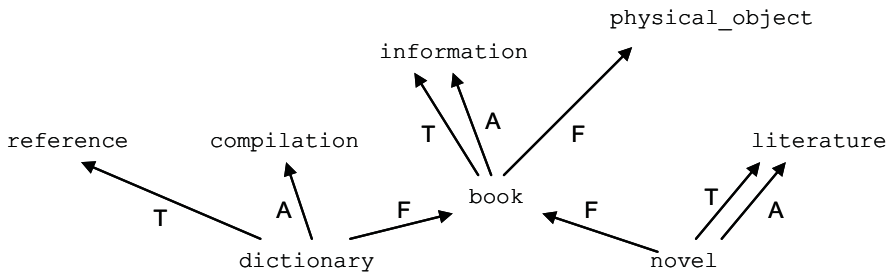 physical_object
information
T A F
reference compilation literature
T A F book F T A
dictionary novel